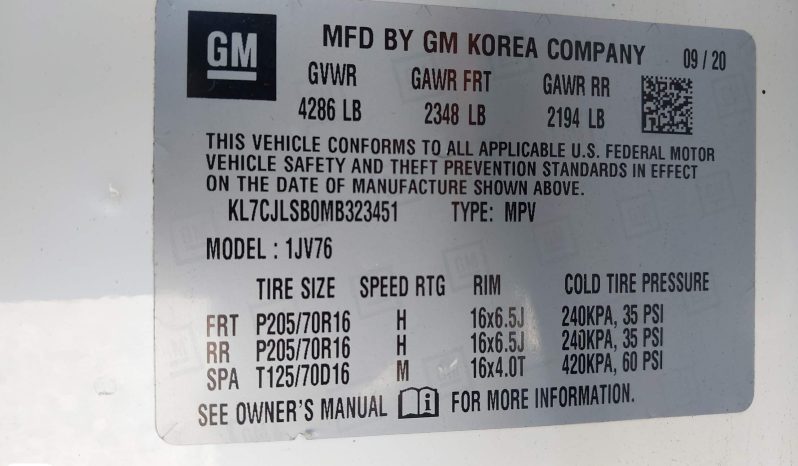 GM MFD BY GM KOREA COMPANY 09 / 20
GVWR GAWR FRT GAWR RR
4286 LB 2348 LB 2194 LB
THIS VEHICLE CONFORMS TO ALL APPLICABLE U.S. FEDERAL MOTOR
VEHICLE SAFETY AND THEFT PREVENTION STANDARDS IN EFFECT
ON THE DATE OF MANUFACTURE SHOWN ABOVE.
KL7CJLSB0MB323451 TYPE: MPV
MODEL : 1JV76
TIRE SIZE SPEED RTG RIM COLD TIRE PRESSURE
FRT P205/70R16 H 16x6.5J 240KPA, 35 PSI
RR P205/70R16 H 16x6.5J 240KPA, 35 PSI
SPA T125/70D16 M 16x4.0T 420KPA, 60 PSI
SEE OWNER'S MANUAL i FOR MORE INFORMATION.